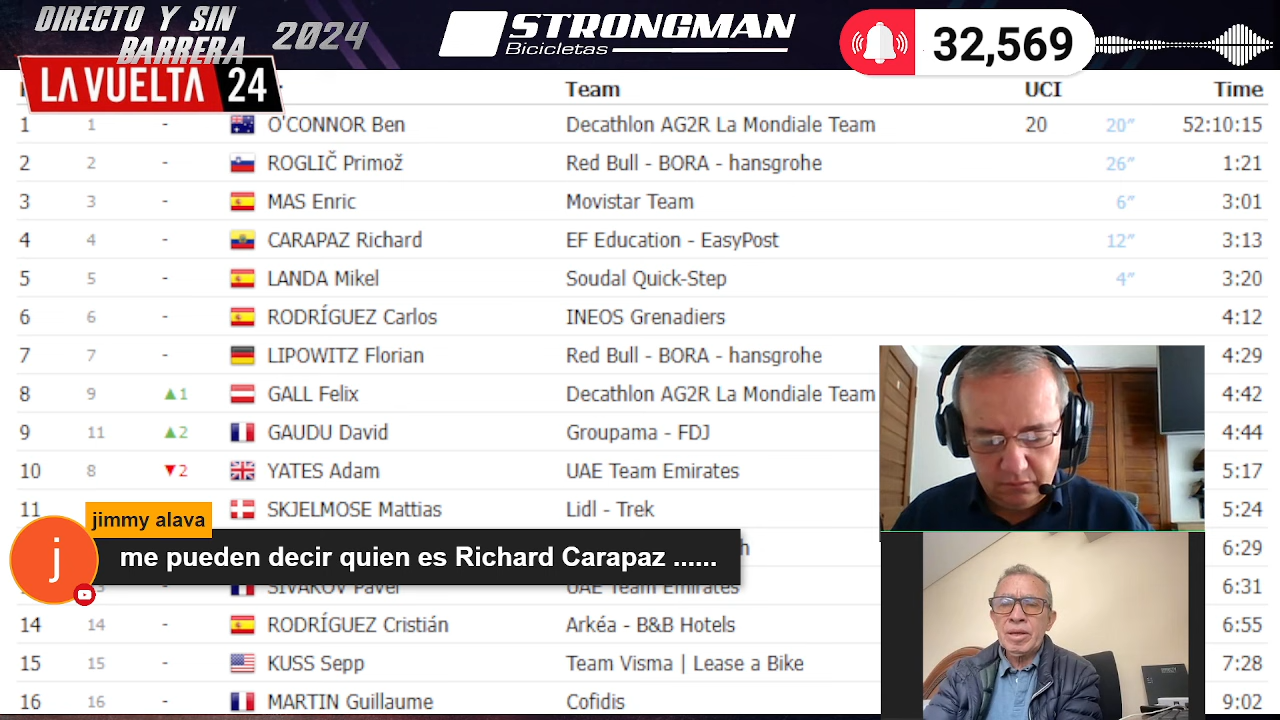 DIRECTO Y SIN
BARRERA 2024
STRONGMAN
Bicicletas
32,569
LA VUELTA 24
Team UCI Time
1 1 - O'CONNOR Ben Decathlon AG2R La Mondiale Team 20 20″ 52:10:15
2 2 - ROGLIČ Primož Red Bull - BORA - hansgrohe 26″ 1:21
3 3 - MAS Enric Movistar Team 6″ 3:01
4 4 - CARAPAZ Richard EF Education - EasyPost 12″ 3:13
5 5 - LANDA Mikel Soudal Quick-Step 4″ 3:20
6 6 - RODRÍGUEZ Carlos INEOS Grenadiers 4:12
7 7 - LIPOWITZ Florian Red Bull - BORA - hansgrohe 4:29
8 9 ▲1 GALL Felix Decathlon AG2R La Mondiale Team 4:42
9 11 ▲2 GAUDU David Groupama - FDJ 4:44
10 8 ▼2 YATES Adam UAE Team Emirates 5:17
11 SKJELMOSE Mattias Lidl - Trek 5:24
jimmy alava
j
me pueden decir quien es Richard Carapaz ......
6:29
SIVAKOV Pavel UAE Team Emirates 6:31
14 14 - RODRÍGUEZ Cristián Arkéa - B&B Hotels 6:55
15 15 - KUSS Sepp Team Visma | Lease a Bike 7:28
16 16 - MARTIN Guillaume Cofidis 9:02